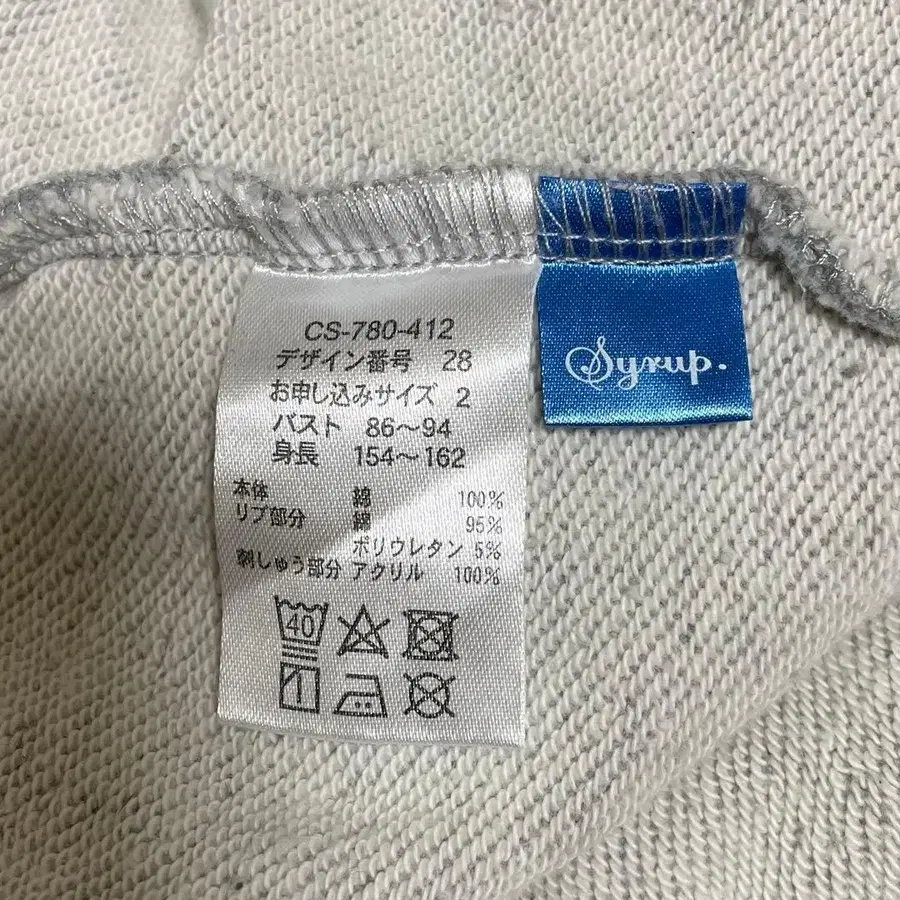 CS-780-412
デザイン番号 28
お申し込みサイズ 2
バスト 86〜94
身長 154〜162
本体 綿 100%
リブ部分 綿 95%
ポリウレタン 5%
刺しゅう部分 アクリル 100%
40
Syrup.